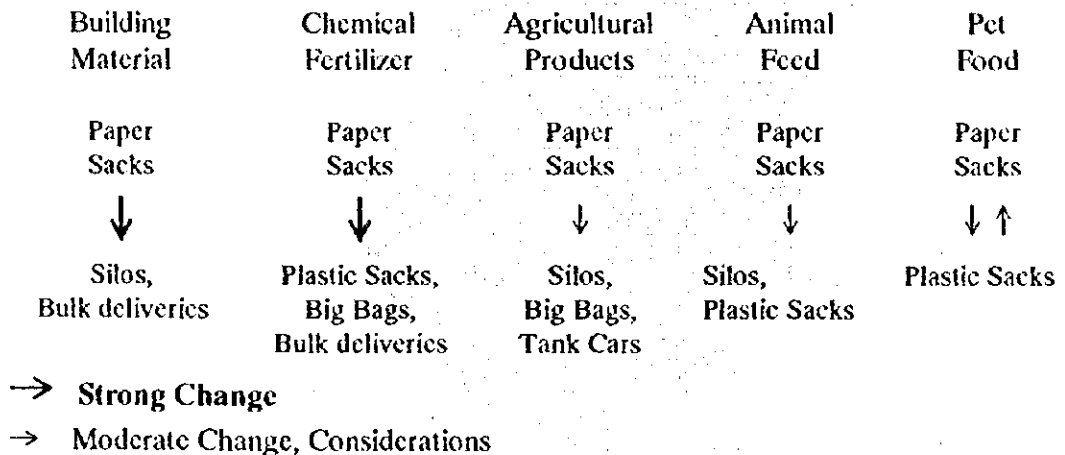 Building Material
Chemical Fertilizer
Agricultural Products
Animal Feed
Pet Food
Paper Sacks
Paper Sacks
Paper Sacks
Paper Sacks
Paper Sacks
↓
↓
↓
↓
↓ ↑
Silos,
Bulk deliveries
Plastic Sacks,
Big Bags,
Bulk deliveries
Silos,
Big Bags,
Tank Cars
Silos,
Plastic Sacks
Plastic Sacks
→ Strong Change
→ Moderate Change, Considerations